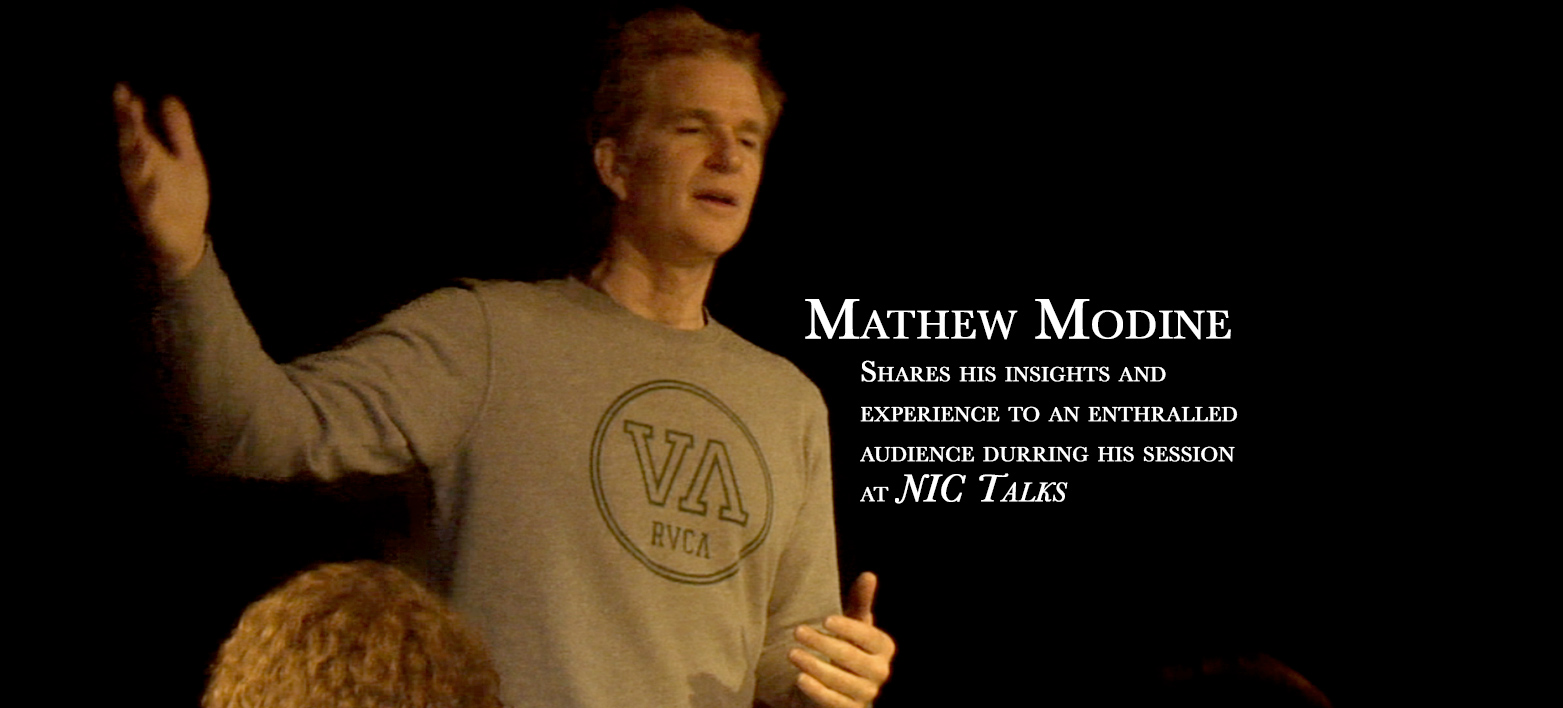 Mathew Modine
Shares his insights and
experience to an enthralled
audience durring his session
at NIC Talks
VA
RVCA